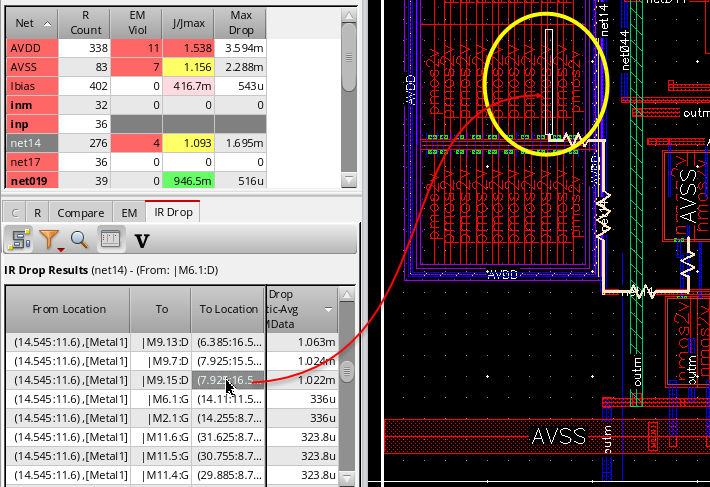 Net R Count EM Viol J/Jmax Max Drop
AVDD 338 11 1.538 3.594m
AVSS 83 7 1.156 2.288m
Ibias 402 0 416.7m 543u
inm 32 0 0 0
inp 36
net14 276 4 1.093 1.695m
net17 36 0 0 0
net019 39 0 946.5m 516u
C R Compare EM IR Drop
V
IR Drop Results (net14) - (From: |M6.1:D)
From Location To To Location Drop
tic-Avg
MData
(14.545:11.6) ,[Metal1] |M9.13:D (6.385:16.5... 1.063m
(14.545:11.6) ,[Metal1] |M9.7:D (7.925:15.5... 1.024m
(14.545:11.6) ,[Metal1] |M9.15:D (7.925:16.5... 1.022m
(14.545:11.6) ,[Metal1] |M6.1:G (14.11:11.5... 336u
(14.545:11.6) ,[Metal1] |M2.1:G (14.255:8.7... 336u
(14.545:11.6) ,[Metal1] |M11.6:G (31.625:8.7... 323.8u
(14.545:11.6) ,[Metal1] |M11.5:G (30.755:8.7... 323.8u
(14.545:11.6) ,[Metal1] |M11.4:G (29.885:8.7... 323.8u
net14
net044
outm
AVDD
AVDD
AVDD
pmos2v
AVSS
outm
outm
AVSS
outm